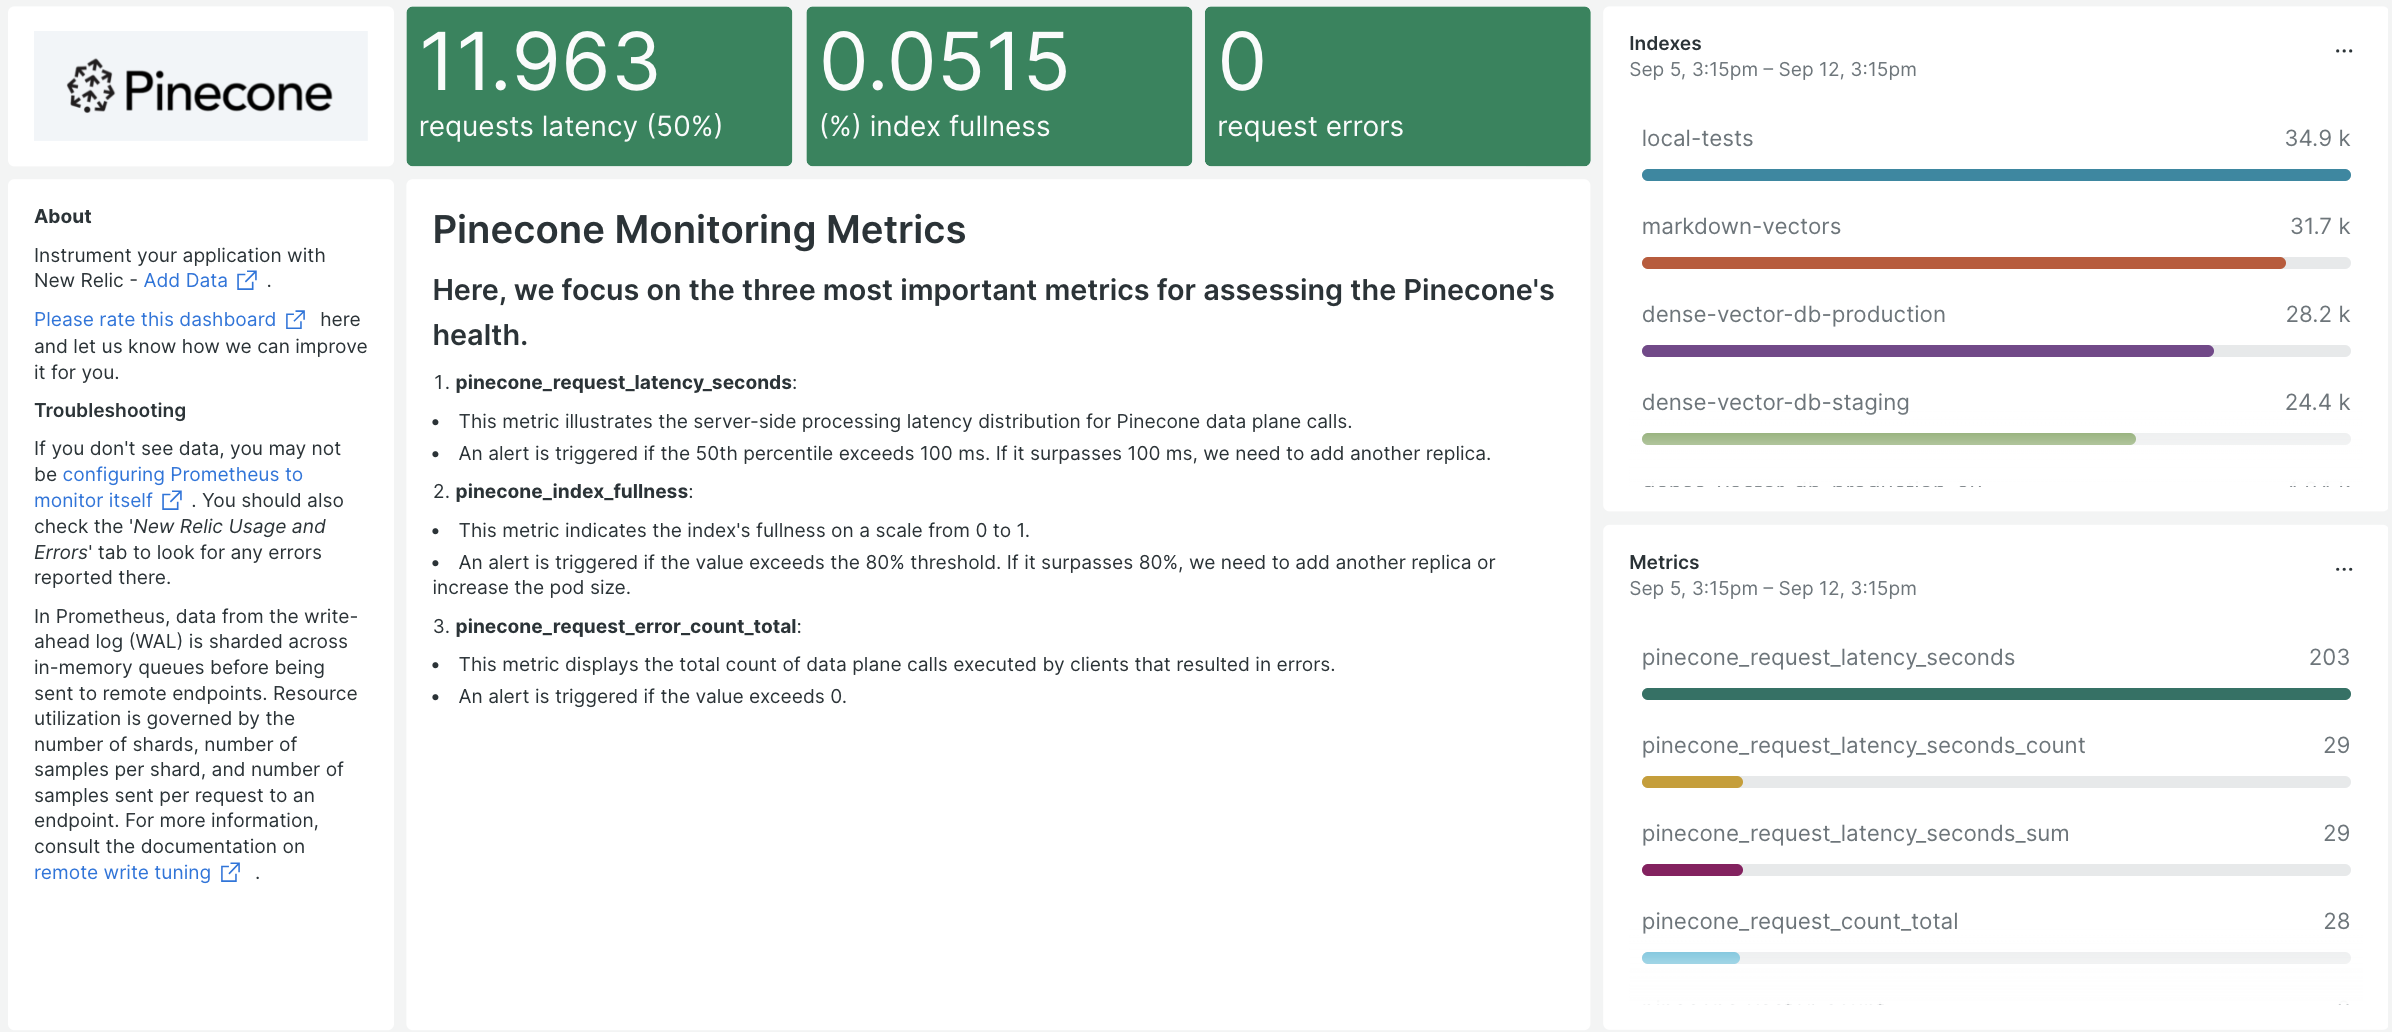 Pinecone
11.963
requests latency (50%)
0.0515
(%) index fullness
0
request errors
About
Instrument your application with
New Relic - Add Data .
Please rate this dashboard here
and let us know how we can improve
it for you.
Troubleshooting
If you don't see data, you may not
be configuring Prometheus to
monitor itself . You should also
check the 'New Relic Usage and
Errors' tab to look for any errors
reported there.
In Prometheus, data from the write-
ahead log (WAL) is sharded across
in-memory queues before being
sent to remote endpoints. Resource
utilization is governed by the
number of shards, number of
samples per shard, and number of
samples sent per request to an
endpoint. For more information,
consult the documentation on
remote write tuning .
Pinecone Monitoring Metrics
Here, we focus on the three most important metrics for assessing the Pinecone's
health.
1. pinecone_request_latency_seconds:
• This metric illustrates the server-side processing latency distribution for Pinecone data plane calls.
• An alert is triggered if the 50th percentile exceeds 100 ms. If it surpasses 100 ms, we need to add another replica.
2. pinecone_index_fullness:
• This metric indicates the index's fullness on a scale from 0 to 1.
• An alert is triggered if the value exceeds the 80% threshold. If it surpasses 80%, we need to add another replica or
increase the pod size.
3. pinecone_request_error_count_total:
• This metric displays the total count of data plane calls executed by clients that resulted in errors.
• An alert is triggered if the value exceeds 0.
Indexes
...
Sep 5, 3:15pm – Sep 12, 3:15pm
local-tests 34.9 k
markdown-vectors 31.7 k
dense-vector-db-production 28.2 k
dense-vector-db-staging 24.4 k
Metrics
...
Sep 5, 3:15pm – Sep 12, 3:15pm
pinecone_request_latency_seconds 203
pinecone_request_latency_seconds_count 29
pinecone_request_latency_seconds_sum 29
pinecone_request_count_total 28